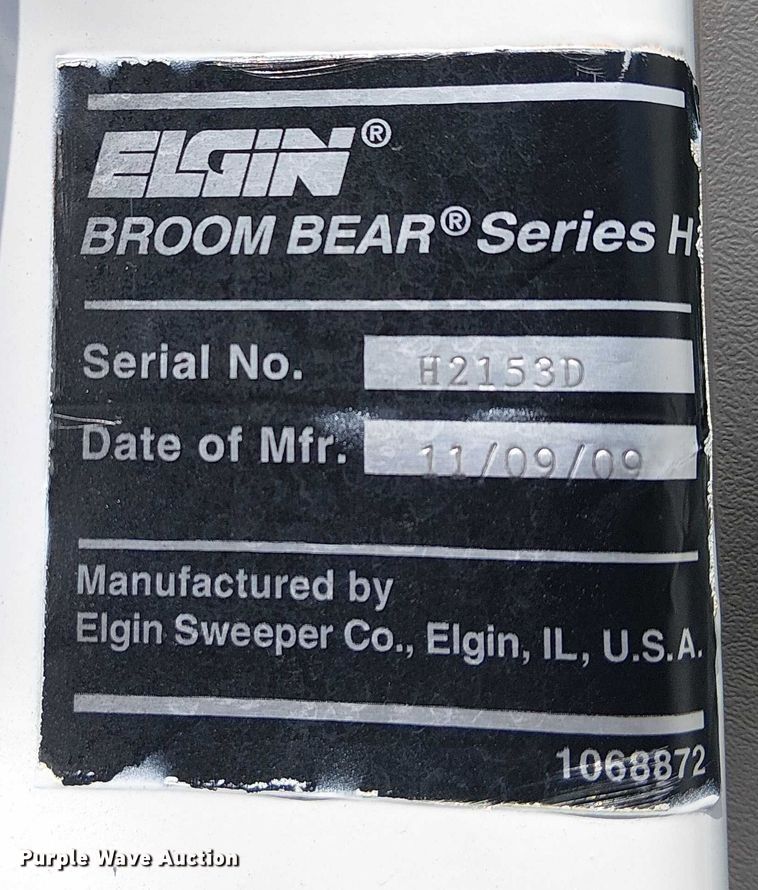 ELGIN®
BROOM BEAR® Series H
Serial No. H2153D
Date of Mfr. 11/09/09
Manufactured by
Elgin Sweeper Co., Elgin, IL, U.S.A.
1068872
Purple Wave Auction